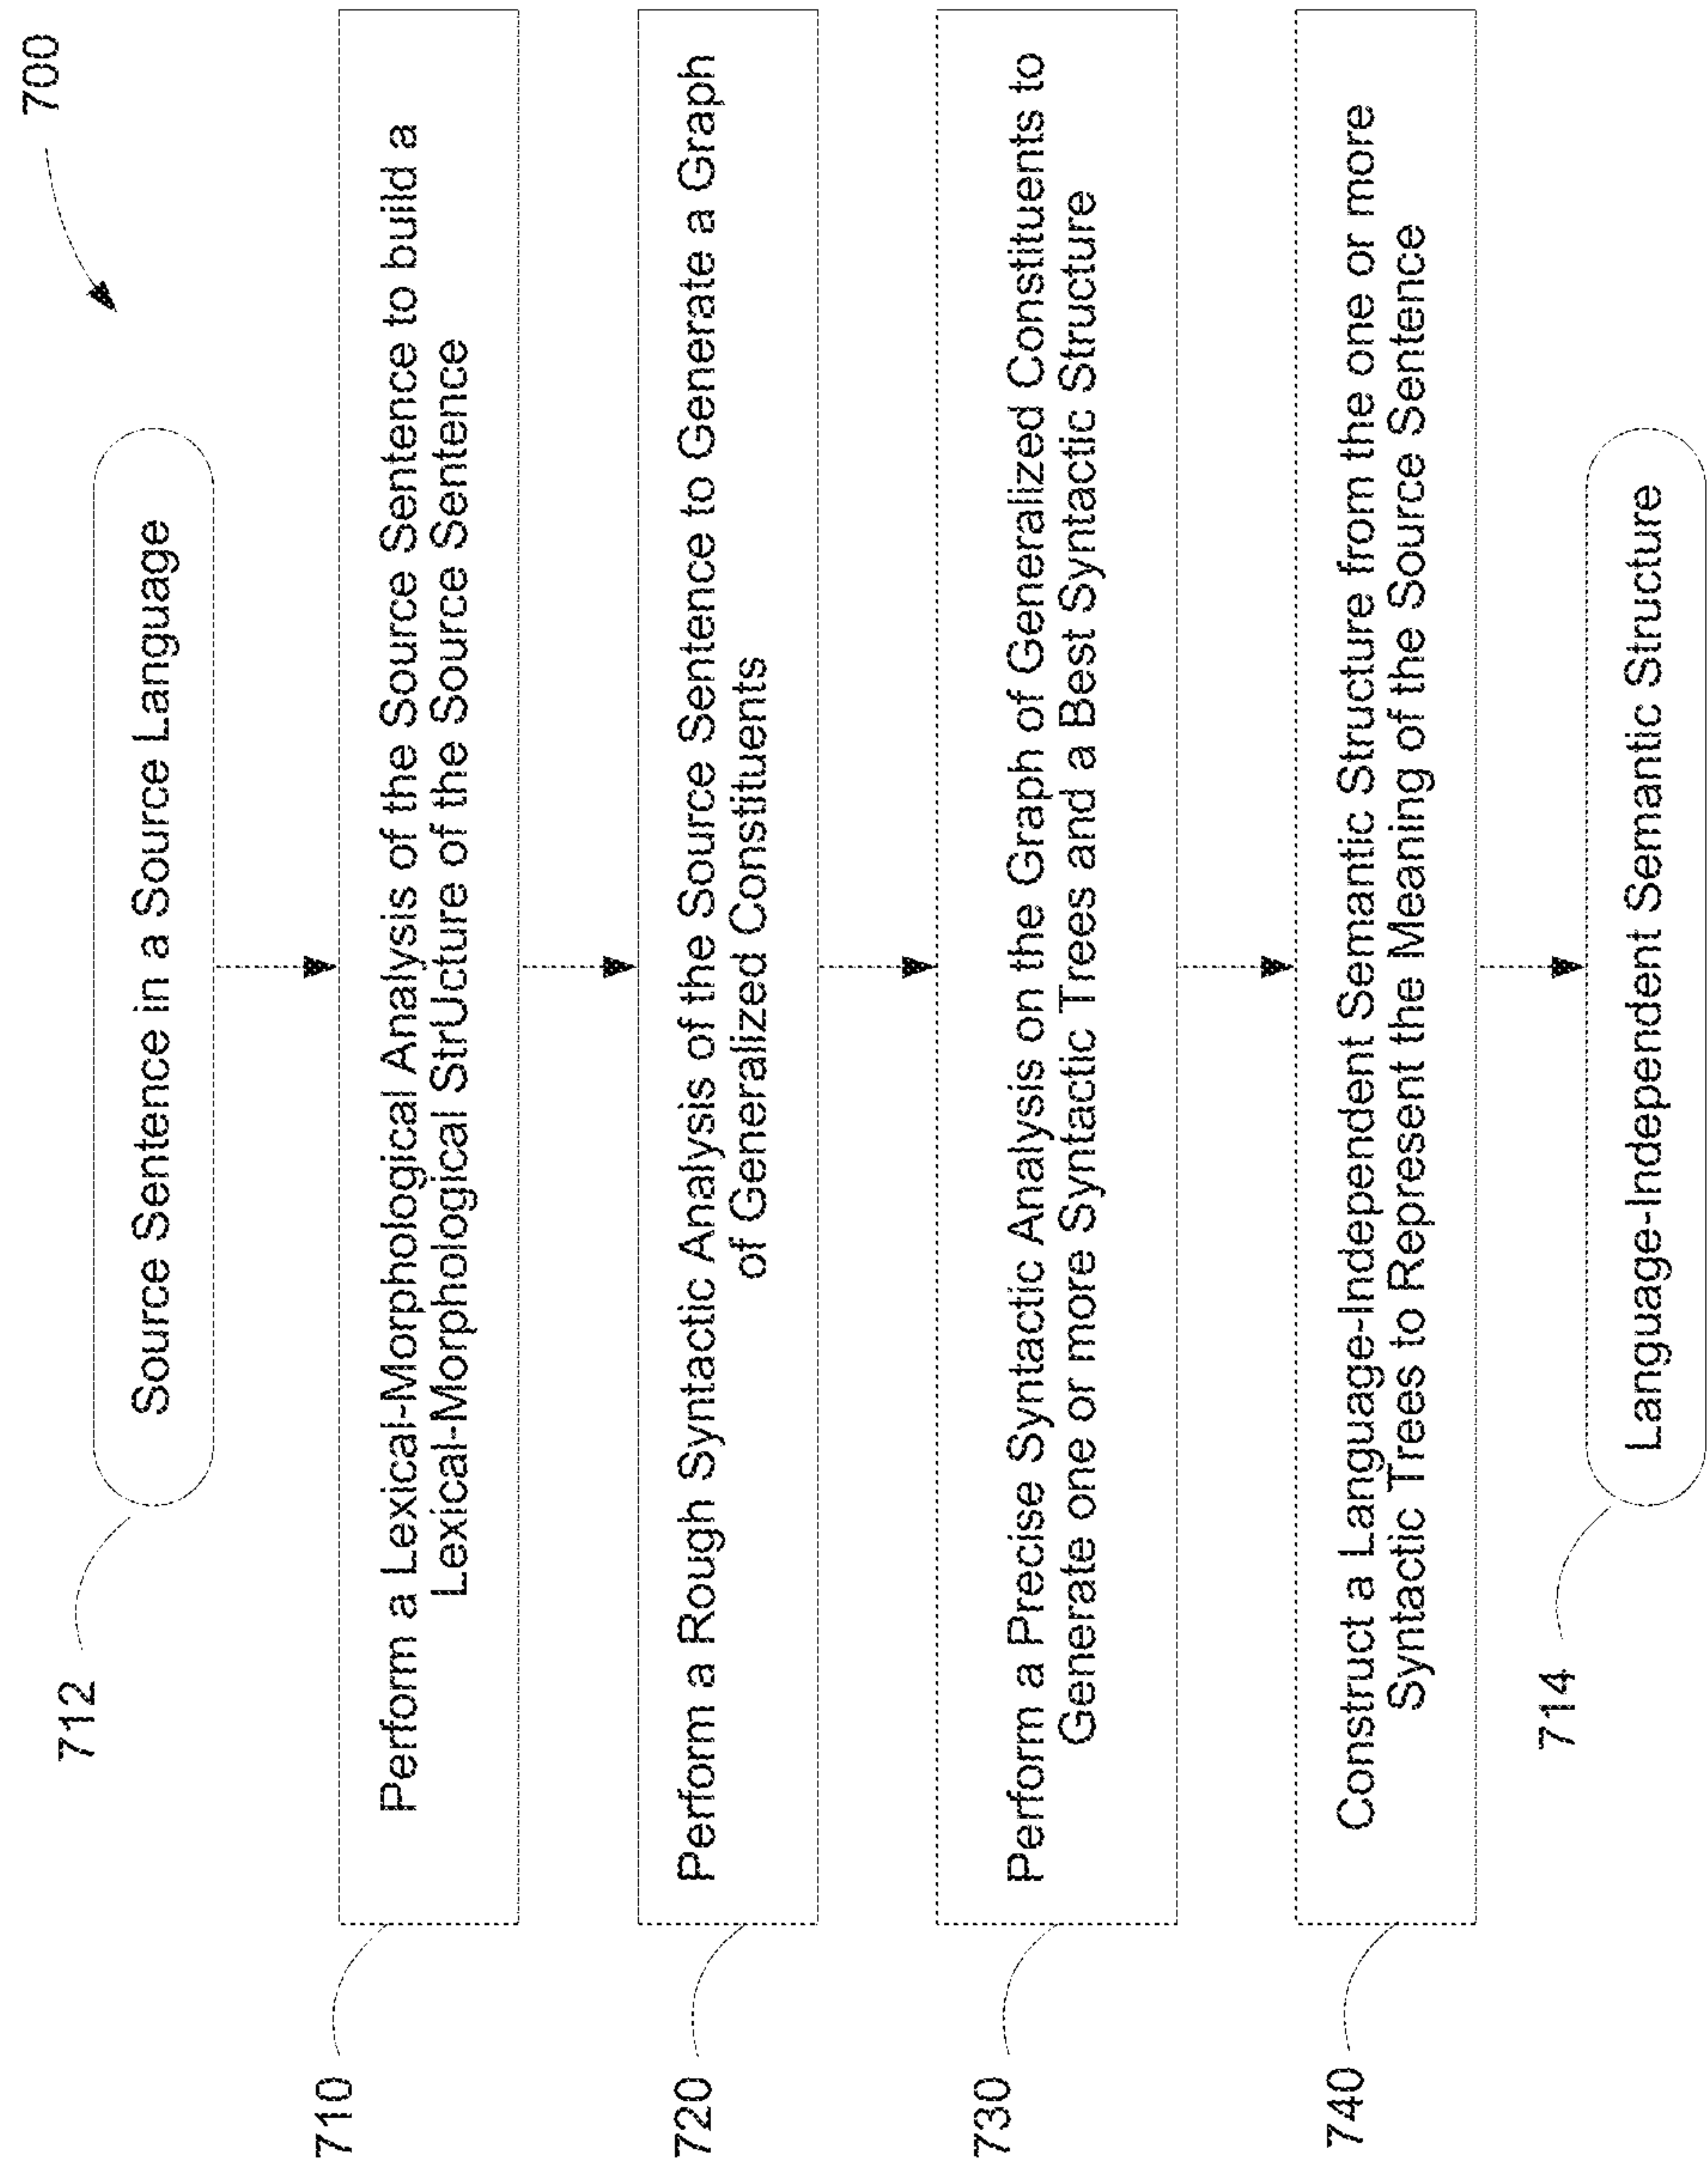 700
712
Source Sentence in a Source Language
710
Perform a Lexical-Morphological Analysis of the Source Sentence to build a
Lexical-Morphological StrUcture of the Source Sentence
720
Perform a Rough Syntactic Analysis of the Source Sentence to Generate a Graph
of Generalized Constituents
730
Perform a Precise Syntactic Analysis on the Graph of Generalized Constituents to
Generate one or more Syntactic Trees and a Best Syntactic Structure
740
Construct a Language-Independent Semantic Structure from the one or more
Syntactic Trees to Represent the Meaning of the Source Sentence
714
Language-Independent Semantic Structure